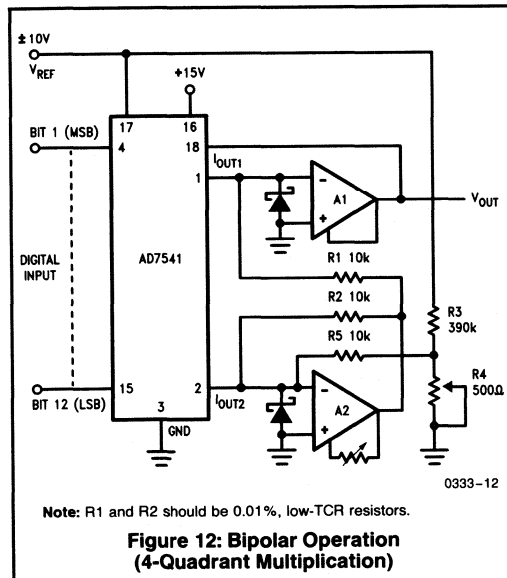 ±10V
VREF
+15V
BIT 1 (MSB)
17
16
4
18
IOUT1
1
A1
VOUT
R1 10k
DIGITAL
INPUT
AD7541
R2 10k
R5 10k
R3
390k
R4
500Ω
15
2
BIT 12 (LSB)
IOUT2
A2
3
GND
0333-12
Note: R1 and R2 should be 0.01%, low-TCR resistors.
Figure 12: Bipolar Operation
(4-Quadrant Multiplication)